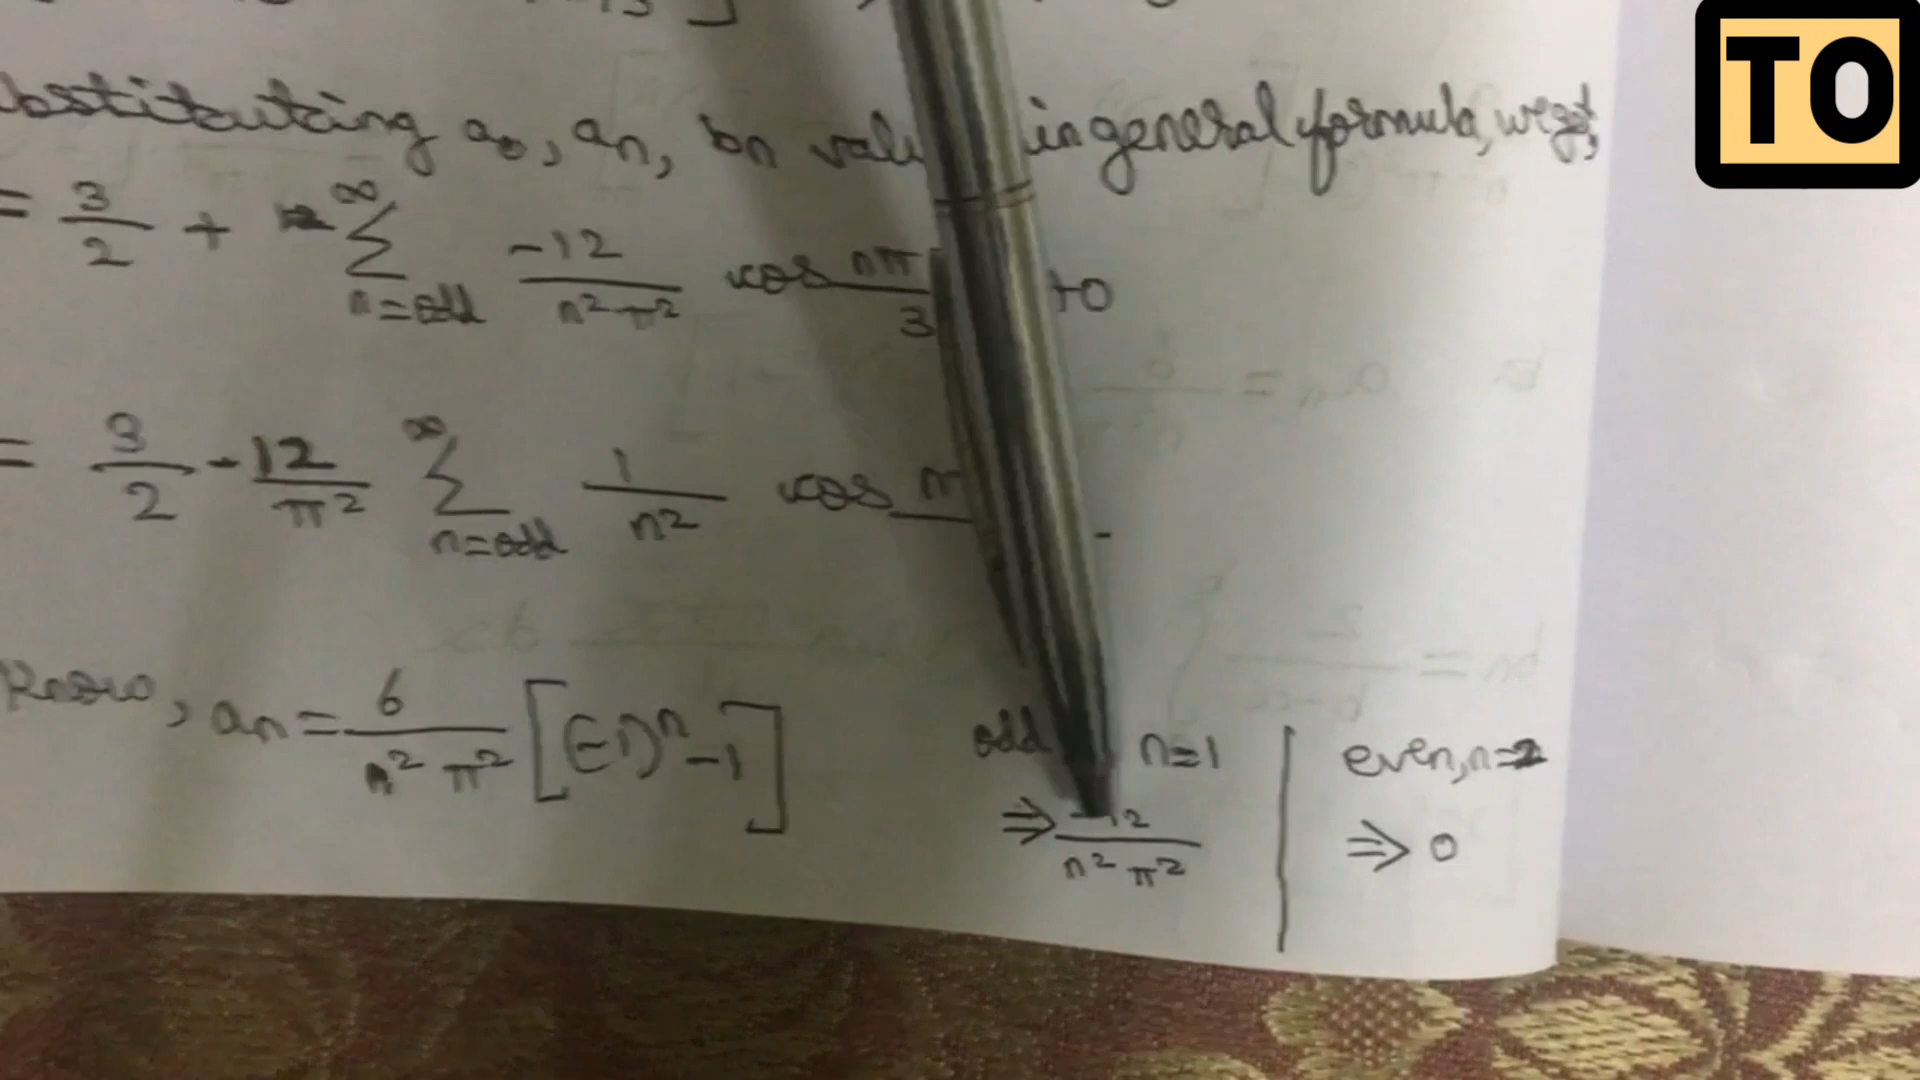 TO
substituting a₀, aₙ, bₙ in general formula, we get,
= 3/2 + ∞ Σ n=odd -12/n²π² cos nπ /3 +0
= 3/2 - 12/π² ∞ Σ n=odd 1/n² cos
know, aₙ = 6/n²π² [(-1)ⁿ-1]
odd n=1 | even, n=2
⇒ -12/n²π² | ⇒ 0